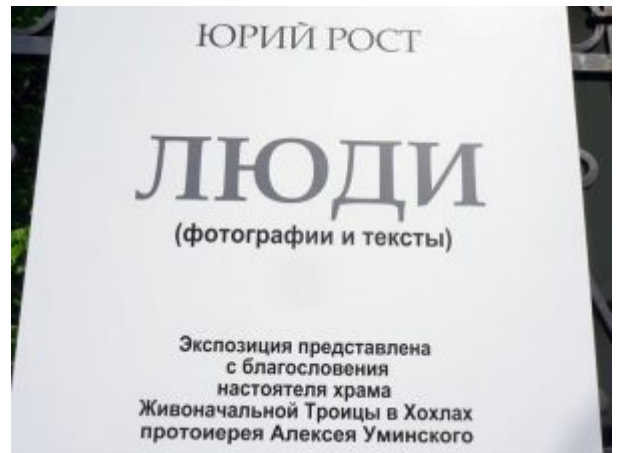 ЮРИЙ РОСТ
ЛЮДИ
(фотографии и тексты)
Экспозиция представлена
с благословения
настоятеля храма
Живоначальной Троицы в Хохлах
протоиерея Алексея Уминского